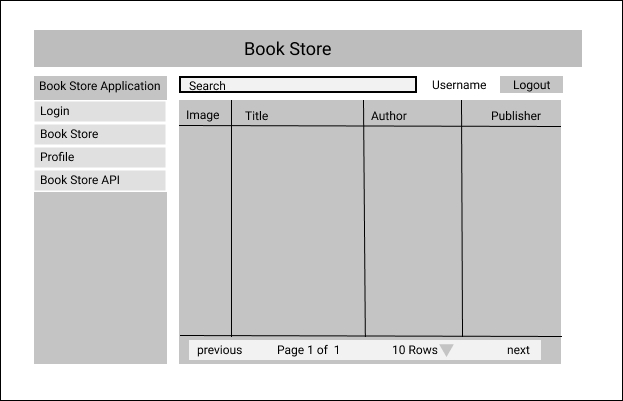 Book Store
Book Store Application
Login
Book Store
Profile
Book Store API
Search
Username
Logout
Image Title Author Publisher
previous Page 1 of 1 10 Rows next